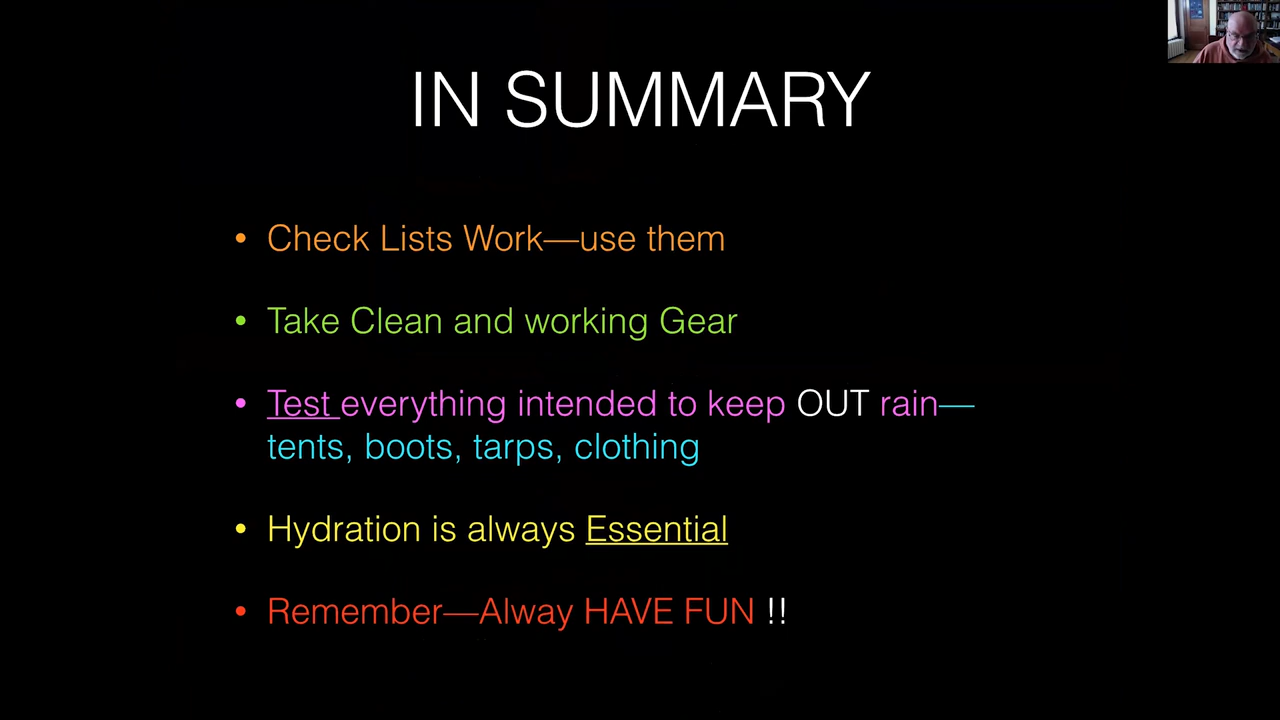 IN SUMMARY
• Check Lists Work—use them
• Take Clean and working Gear
• Test everything intended to keep OUT rain—
tents, boots, tarps, clothing
• Hydration is always Essential
• Remember—Alway HAVE FUN !!